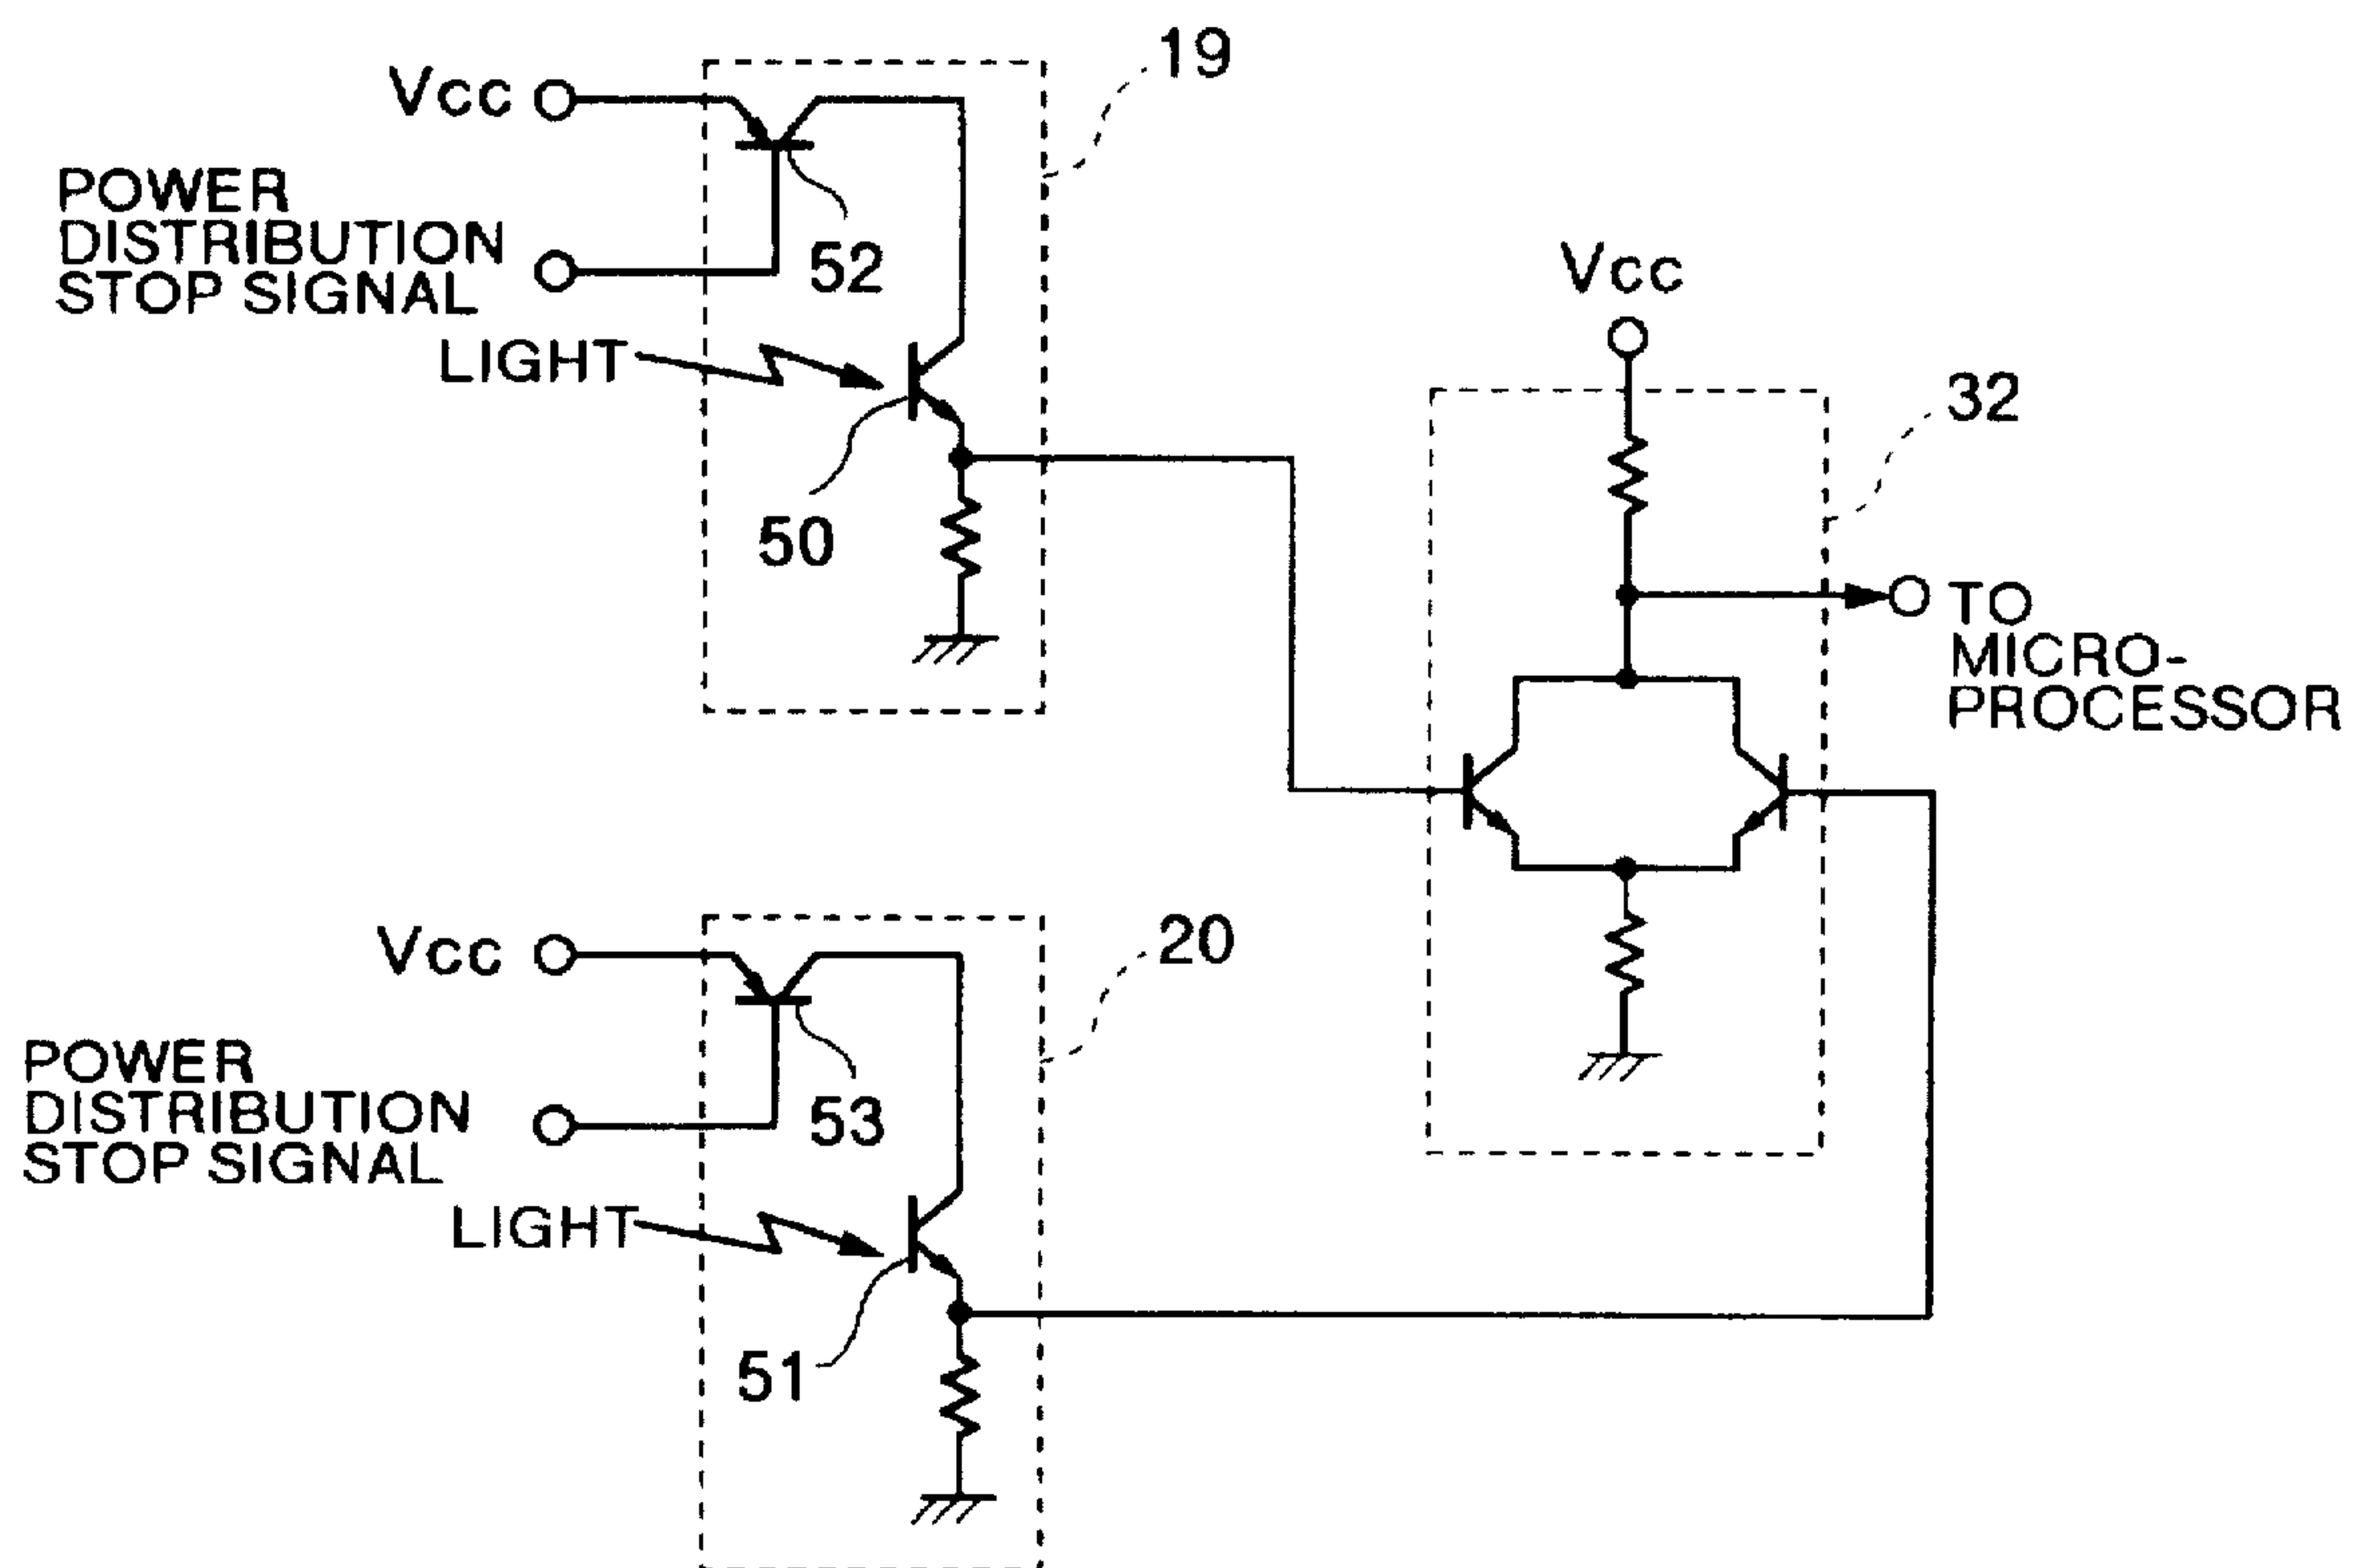 19
Vcc
POWER
DISTRIBUTION
STOP SIGNAL
52
LIGHT
50
Vcc
32
TO
MICRO-
PROCESSOR
20
Vcc
POWER
DISTRIBUTION
STOP SIGNAL
53
LIGHT
51